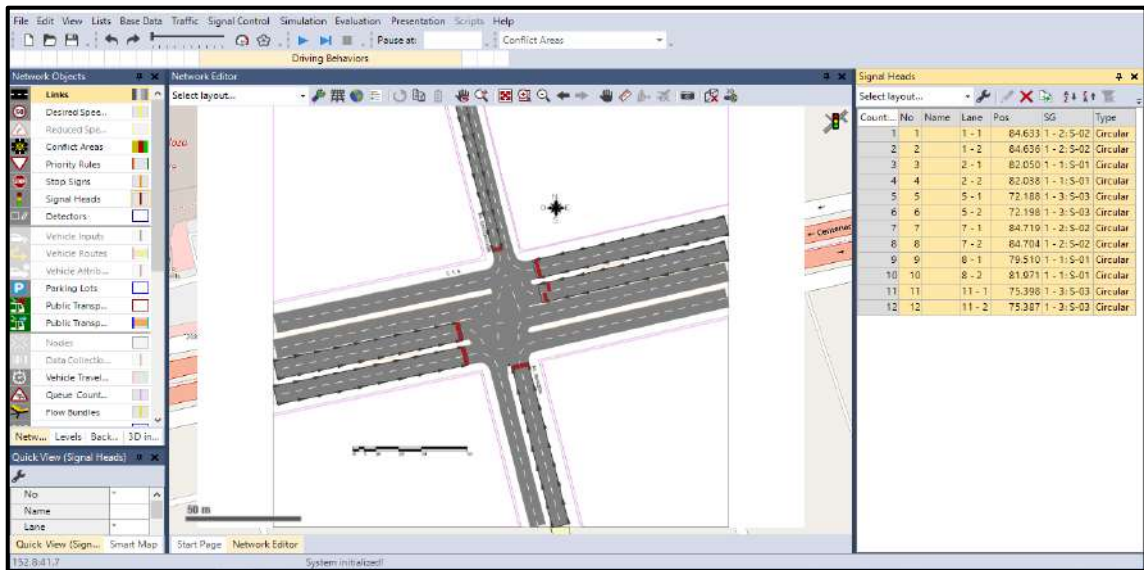 File Edit View Lists Base Data Traffic Signal Control Simulation Evaluation Presentation Scripts Help
Pause at: Conflict Areas
Driving Behaviors
Network Objects
Links
Desired Spee...
Reduced Spe...
Conflict Areas
Priority Rules
Stop Signs
Signal Heads
Detectors
Vehicle Inputs
Vehicle Routes
Vehicle Attrib...
Parking Lots
Public Transp...
Public Transp...
Nodes
Data Collectio...
Vehicle Travel...
Queue Count...
Flow Bundles
Netw... Levels Back... 3D in...
Quick View (Signal Heads)
No
Name
Lane
Quick View (Sign... Smart Map
Network Editor
Select layout...
50 m
Start Page Network Editor
Signal Heads
Select layout...
Count... No Name Lane Pos SG Type
1 1 1 - 1 84.633 1 - 2: S-02 Circular
2 2 1 - 2 84.636 1 - 2: S-02 Circular
3 3 2 - 1 82.050 1 - 1: S-01 Circular
4 4 2 - 2 82.038 1 - 1: S-01 Circular
5 5 5 - 1 72.188 1 - 3: S-03 Circular
6 6 5 - 2 72.198 1 - 3: S-03 Circular
7 7 7 - 1 84.719 1 - 2: S-02 Circular
8 8 7 - 2 84.704 1 - 2: S-02 Circular
9 9 8 - 1 79.510 1 - 1: S-01 Circular
10 10 8 - 2 81.971 1 - 1: S-01 Circular
11 11 11 - 1 75.398 1 - 3: S-03 Circular
12 12 11 - 2 75.387 1 - 3: S-03 Circular
152.8:41.7 System initialized!